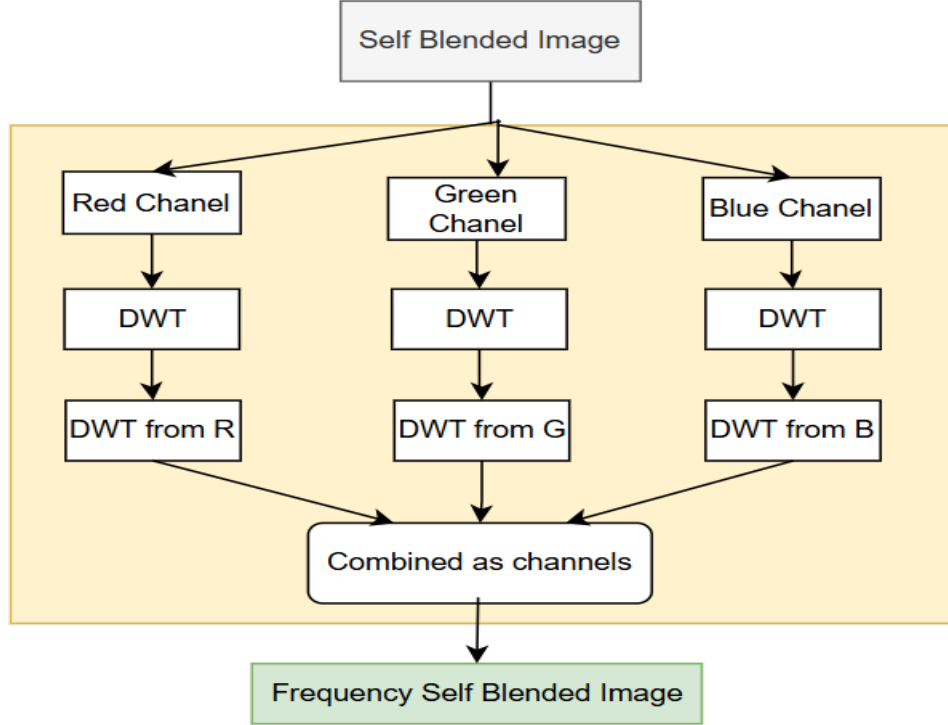 Self Blended Image
Red Chanel
Green
Chanel
Blue Chanel
DWT
DWT
DWT
DWT from R
DWT from G
DWT from B
Combined as channels
Frequency Self Blended Image